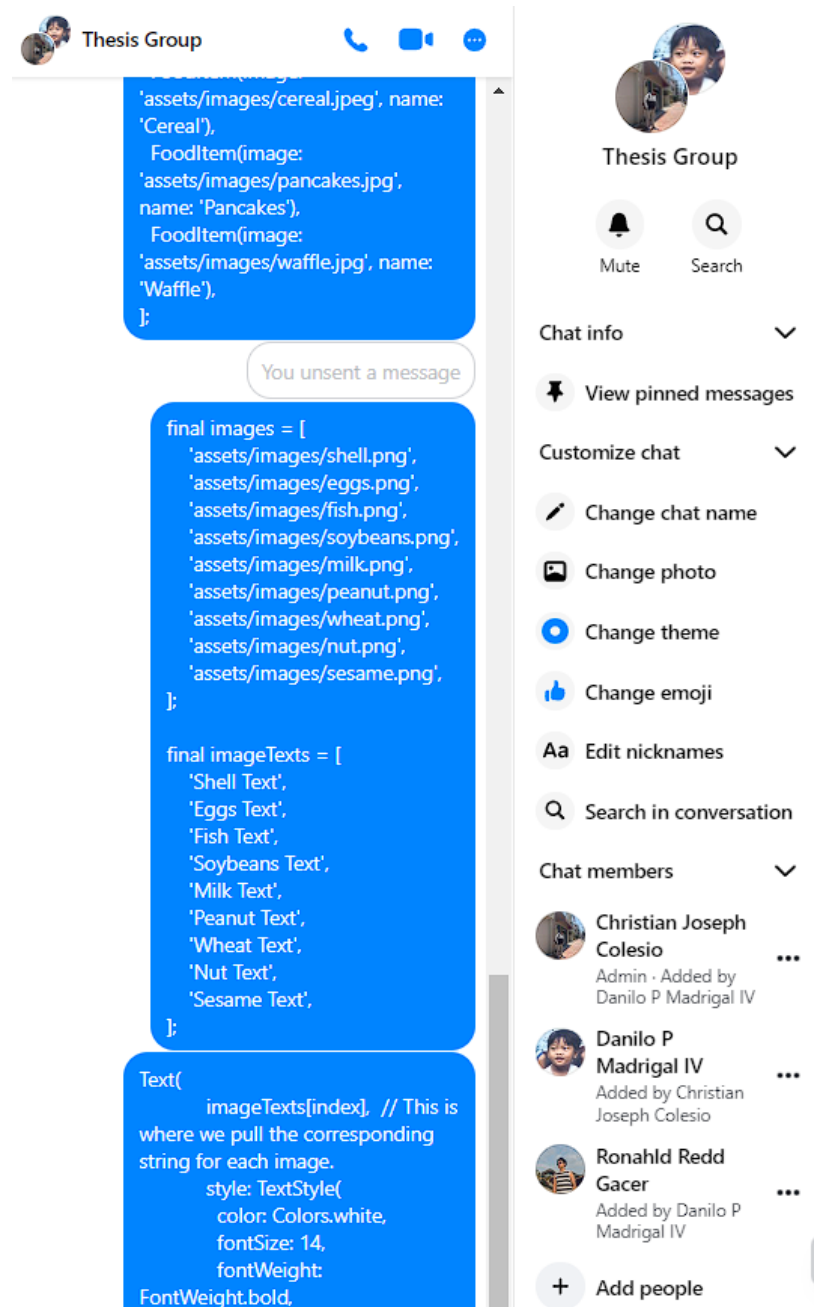 Thesis Group
FoodItem(image:
'assets/images/cereal.jpeg', name:
'Cereal'),
FoodItem(image:
'assets/images/pancakes.jpg',
name: 'Pancakes'),
FoodItem(image:
'assets/images/waffle.jpg', name:
'Waffle'),
];
You unsent a message
final images = [
'assets/images/shell.png',
'assets/images/eggs.png',
'assets/images/fish.png',
'assets/images/soybeans.png',
'assets/images/milk.png',
'assets/images/peanut.png',
'assets/images/wheat.png',
'assets/images/nut.png',
'assets/images/sesame.png',
];
final imageTexts = [
'Shell Text',
'Eggs Text',
'Fish Text',
'Soybeans Text',
'Milk Text',
'Peanut Text',
'Wheat Text',
'Nut Text',
'Sesame Text',
];
Text(
imageTexts[index], // This is
where we pull the corresponding
string for each image.
style: TextStyle(
color: Colors.white,
fontSize: 14,
fontWeight:
FontWeight.bold,
Thesis Group
Mute Search
Chat info
View pinned messages
Customize chat
Change chat name
Change photo
Change theme
Change emoji
Aa Edit nicknames
Search in conversation
Chat members
Christian Joseph
Colesio
Admin · Added by
Danilo P Madrigal IV
Danilo P
Madrigal IV
Added by Christian
Joseph Colesio
Ronahld Redd
Gacer
Added by Danilo P
Madrigal IV
Add people